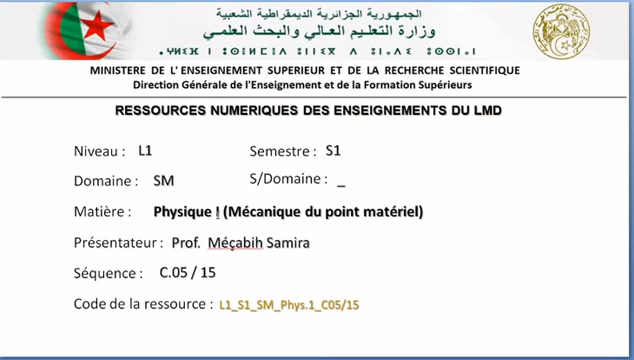 الجمهورية الجزائرية الديمقراطية الشعبية
وزارة التعليم العالي والبحث العلمي
MINISTERE DE L' ENSEIGNEMENT SUPERIEUR ET DE LA RECHERCHE SCIENTIFIQUE
Direction Générale de l'Enseignement et de la Formation Supérieurs
RESSOURCES NUMERIQUES DES ENSEIGNEMENTS DU LMD
Niveau : L1 Semestre : S1
Domaine : SM S/Domaine : _
Matière : Physique I (Mécanique du point matériel)
Présentateur : Prof. Méçabih Samira
Séquence : C.05 / 15
Code de la ressource : L1_S1_SM_Phys.1_C05/15